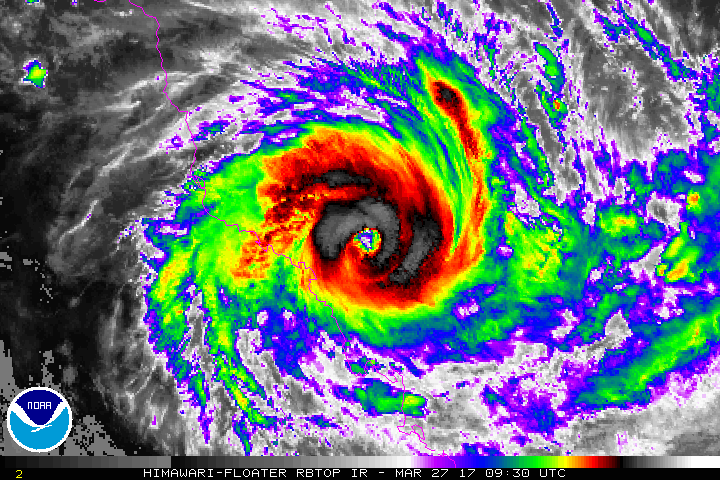 NOAA
2 HIMAWARI-FLOATER RBTOP IR - MAR 27 17 09:30 UTC